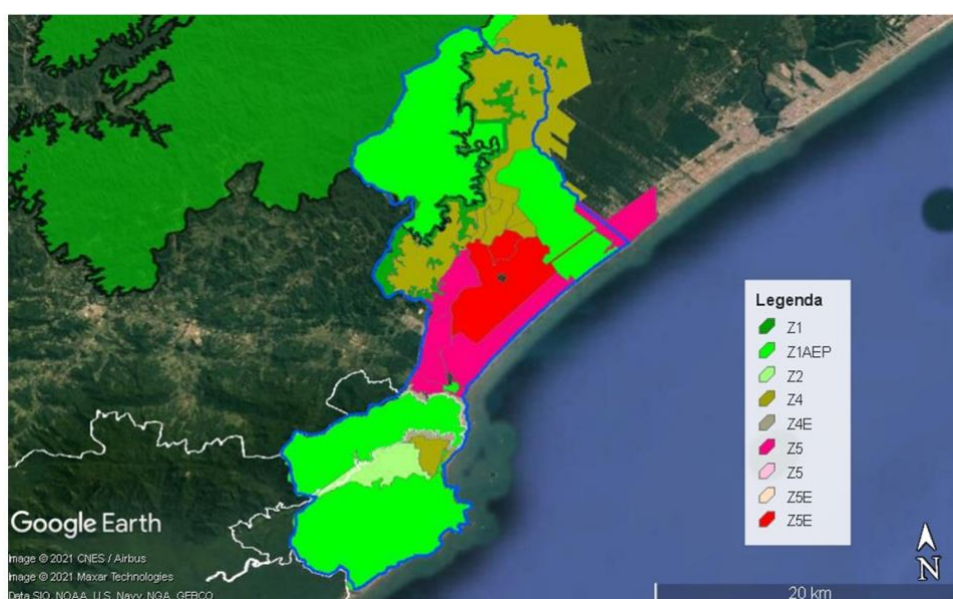 Legenda
Z1
Z1AEP
Z2
Z4
Z4E
Z5
Z5
Z5E
Z5E
Google Earth
Image © 2021 CNES / Airbus
Image © 2021 Maxar Technologies
Data SIO, NOAA, U.S. Navy, NGA, GEBCO
N
20 km